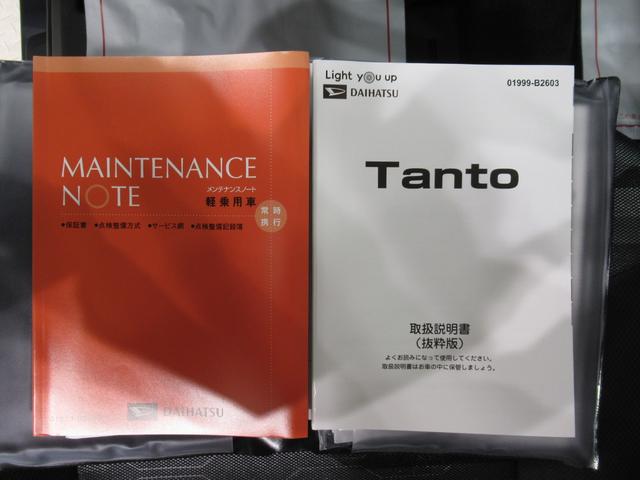 MAINTENANCE
NOTE
メンテナンスノート
軽乗用車
常時
携行
●保証書 ●点検整備方式 ●サービス網 ●点検整備記録簿
DAIHATSU
Light you up
DAIHATSU
01999-B2603
Tanto
取扱説明書
（抜粋版）
よくお読みになって使用してください。
取扱説明書はお車の中に保管しましょう。